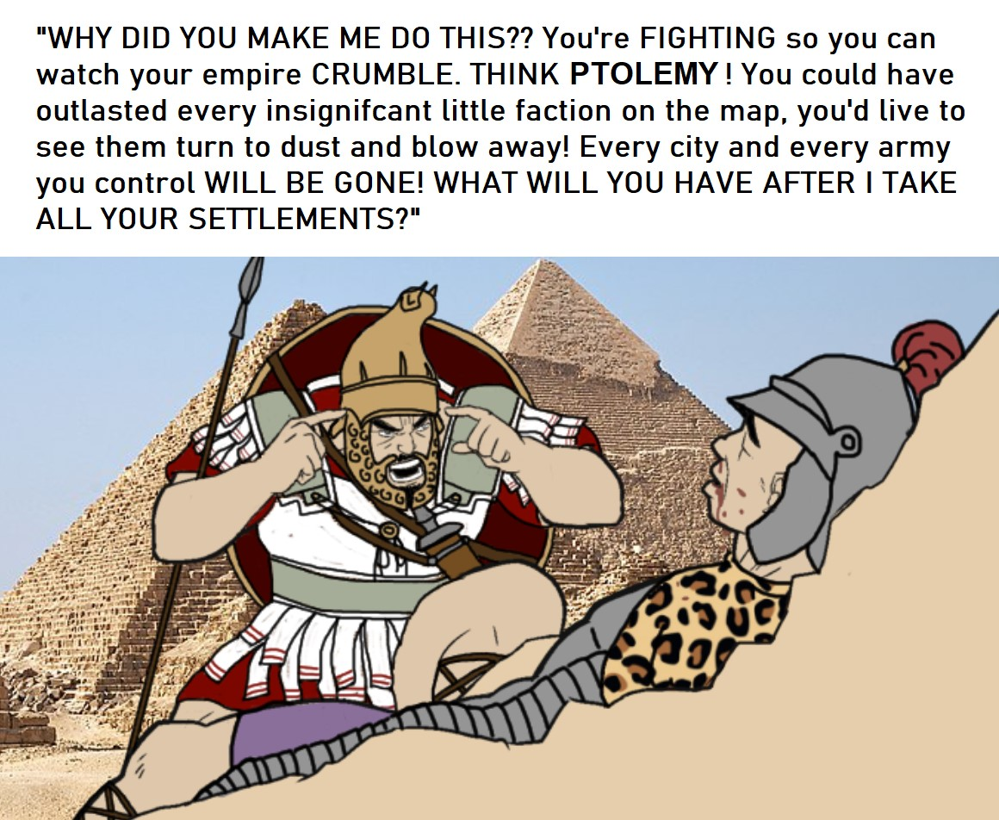 "WHY DID YOU MAKE ME DO THIS?? You're FIGHTING so you can
watch your empire CRUMBLE. THINK PTOLEMY ! You could have
outlasted every insignifcant little faction on the map, you'd live to
see them turn to dust and blow away! Every city and every army
you control WILL BE GONE! WHAT WILL YOU HAVE AFTER I TAKE
ALL YOUR SETTLEMENTS?"